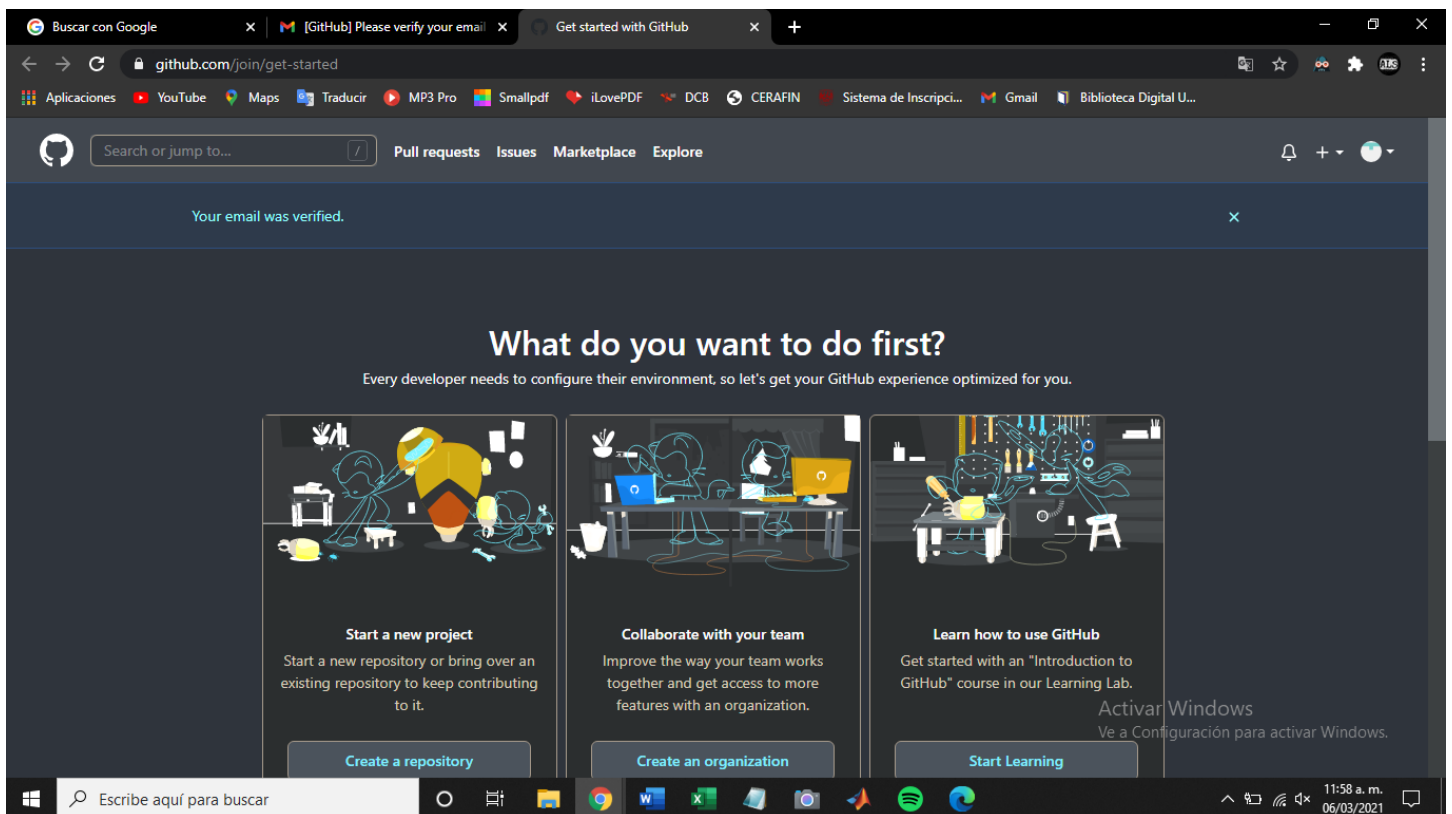 Buscar con Google
[GitHub] Please verify your email
Get started with GitHub
github.com/join/get-started
Aplicaciones YouTube Maps Traducir MP3 Pro Smallpdf iLovePDF DCB CERAFIN Sistema de Inscripci... Gmail Biblioteca Digital U...
Search or jump to... /
Pull requests Issues Marketplace Explore
Your email was verified.
What do you want to do first?
Every developer needs to configure their environment, so let's get your GitHub experience optimized for you.
Start a new project
Start a new repository or bring over an
existing repository to keep contributing
to it.
Create a repository
Collaborate with your team
Improve the way your team works
together and get access to more
features with an organization.
Create an organization
Learn how to use GitHub
Get started with an "Introduction to
GitHub" course in our Learning Lab.
Start Learning
Activar Windows
Ve a Configuración para activar Windows.
Escribe aquí para buscar
11:58 a. m.
06/03/2021